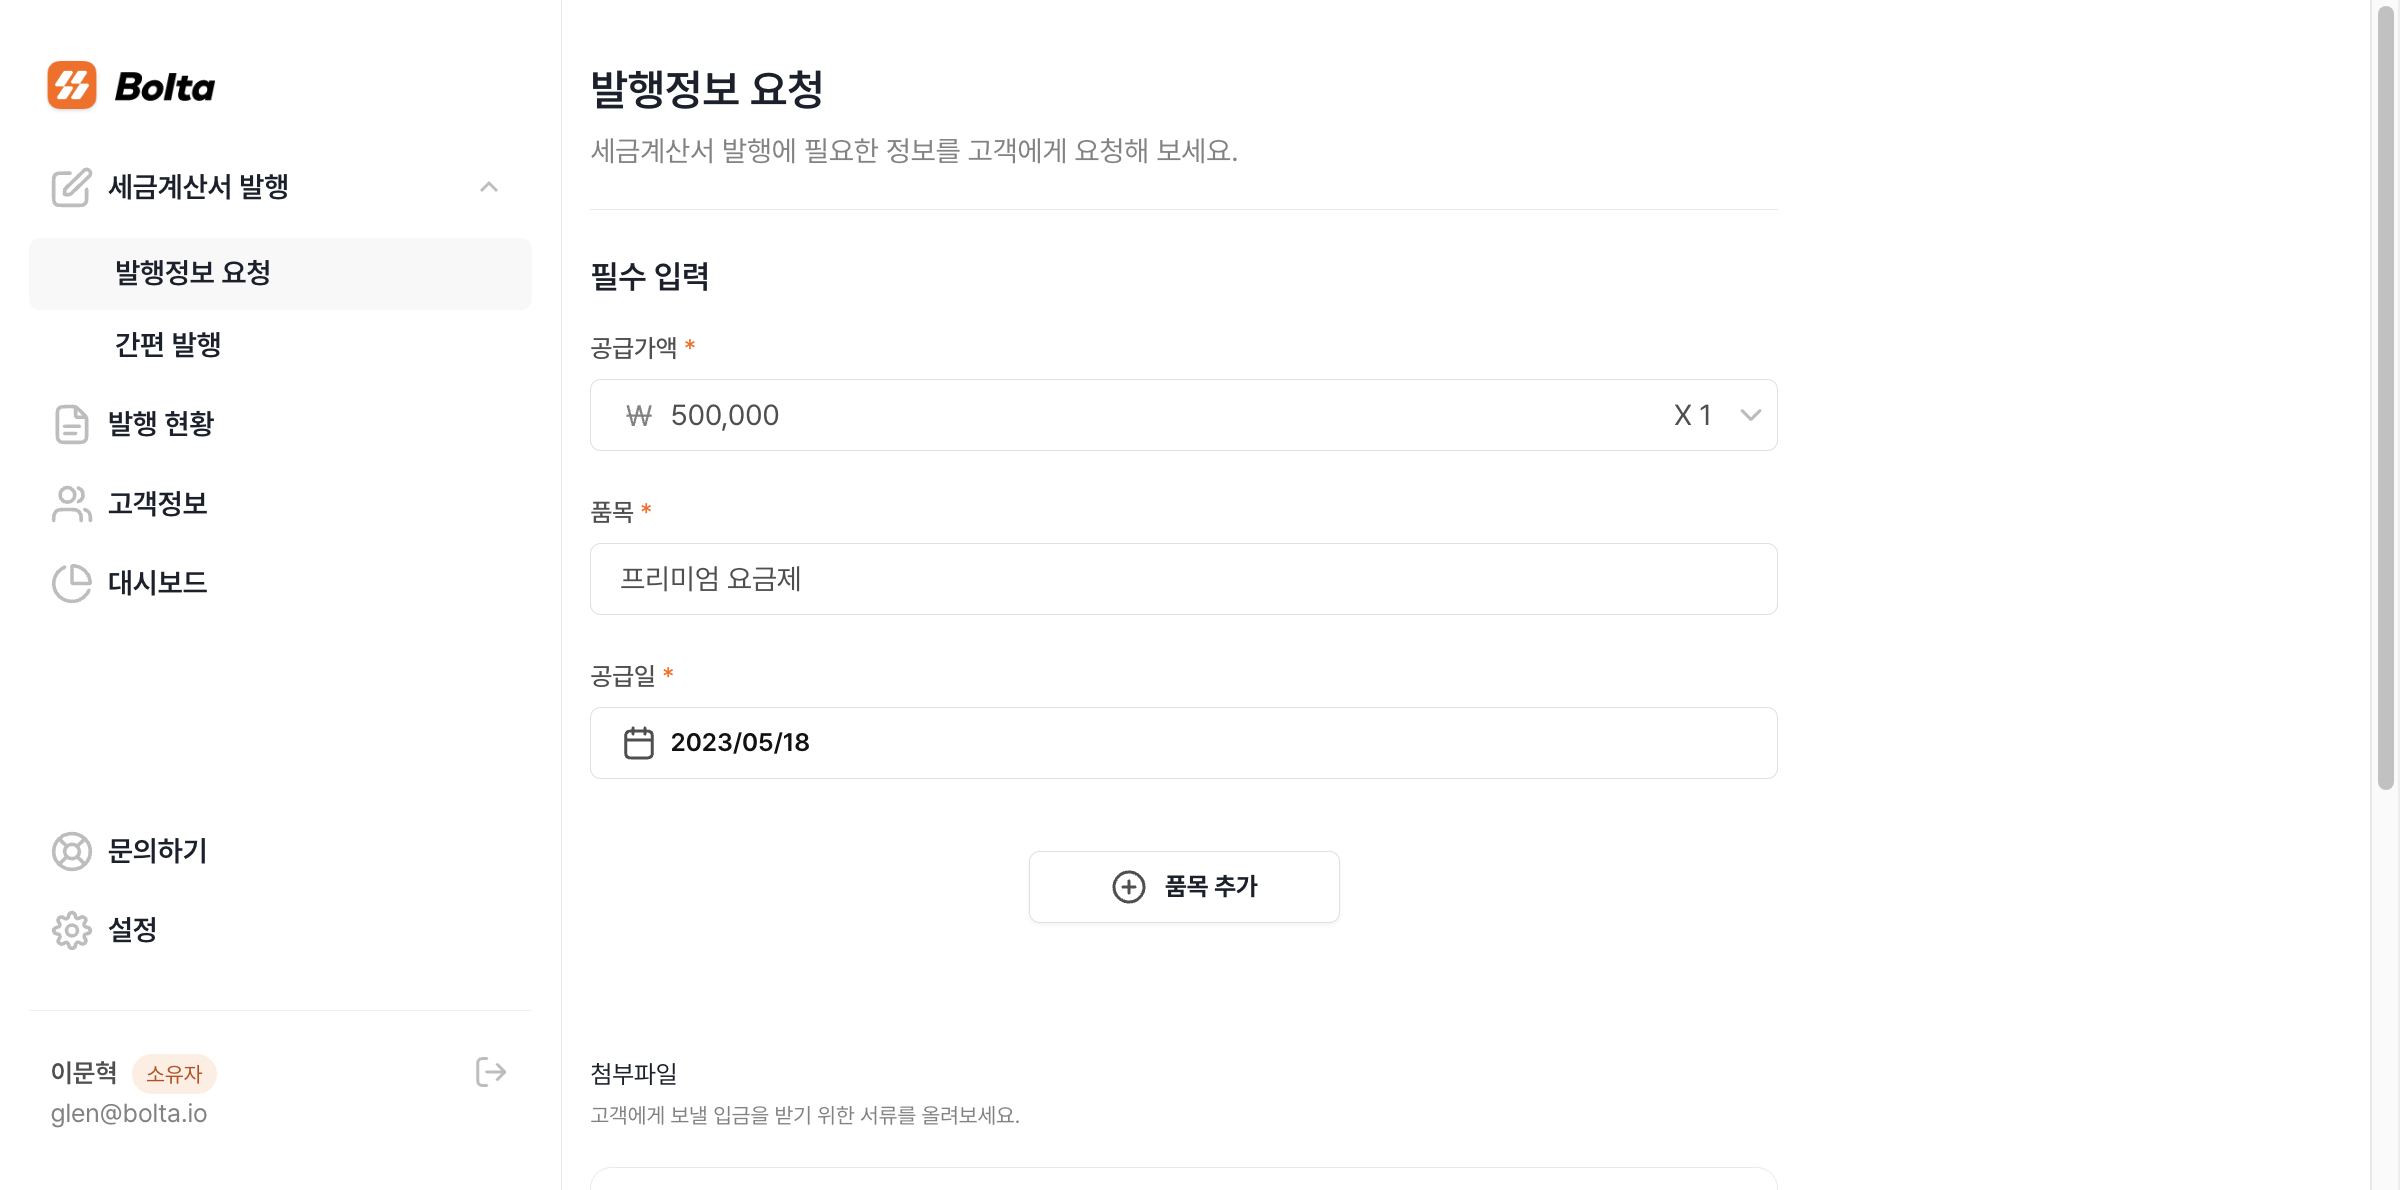 Bolta
세금계산서 발행
발행정보 요청
간편 발행
발행 현황
고객정보
대시보드
문의하기
설정
이문혁 소유자
glen@bolta.io
발행정보 요청
세금계산서 발행에 필요한 정보를 고객에게 요청해 보세요.
필수 입력
공급가액 *
₩ 500,000 X 1
품목 *
프리미엄 요금제
공급일 *
2023/05/18
품목 추가
첨부파일
고객에게 보낼 입금을 받기 위한 서류를 올려보세요.